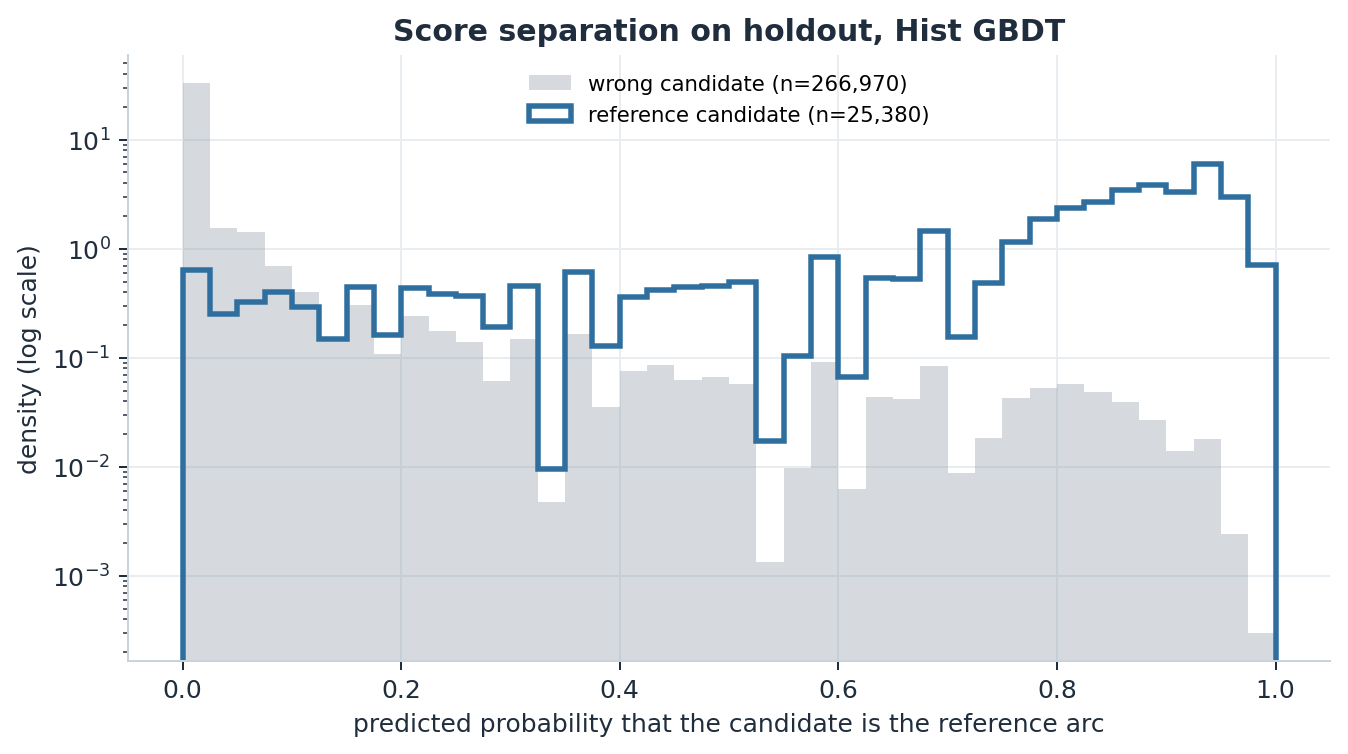 Score separation on holdout, Hist GBDT
wrong candidate (n=266,970)
reference candidate (n=25,380)
density (log scale)
10¹
10⁰
10⁻¹
10⁻²
10⁻³
0.0 0.2 0.4 0.6 0.8 1.0
predicted probability that the candidate is the reference arc